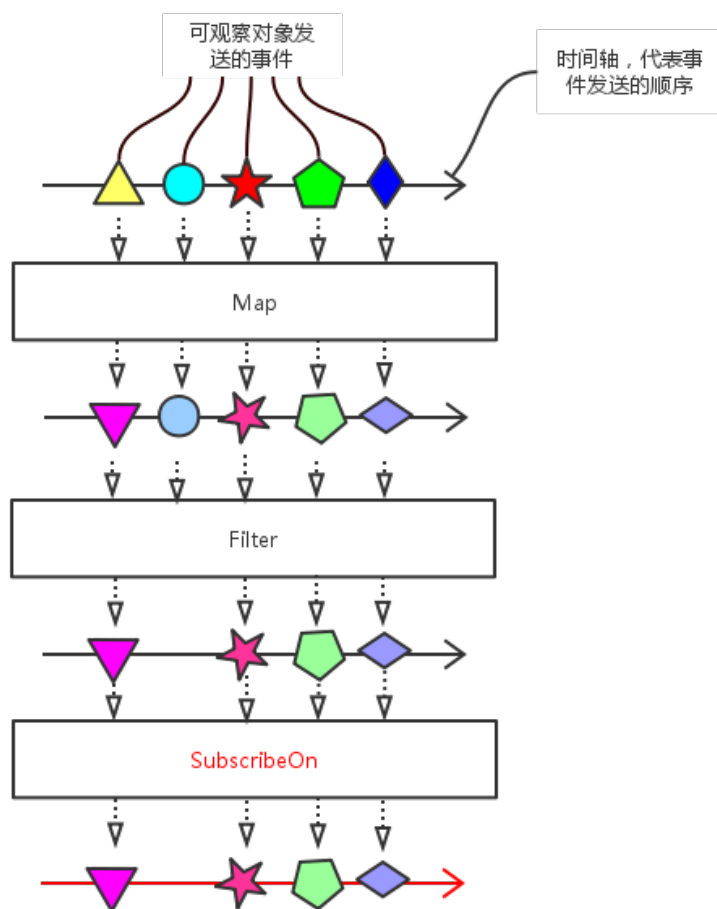 可观察对象发
送的事件
时间轴，代表事
件发送的顺序
Map
Filter
SubscribeOn